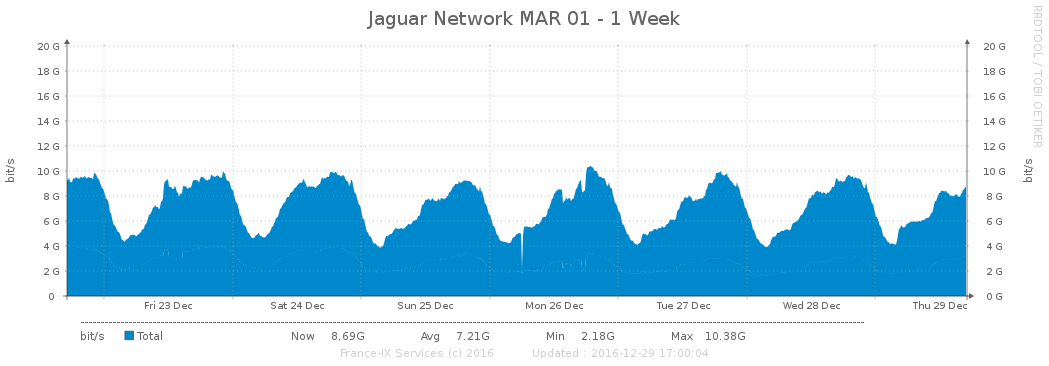 Jaguar Network MAR 01 - 1 Week
RRDTOOL / TOBI OETIKER
bit/s
bit/s
20 G 20 G
18 G 18 G
16 G 16 G
14 G 14 G
12 G 12 G
10 G 10 G
8 G 8 G
6 G 6 G
4 G 4 G
2 G 2 G
0 0 G
Fri 23 Dec Sat 24 Dec Sun 25 Dec Mon 26 Dec Tue 27 Dec Wed 28 Dec Thu 29 Dec
bit/s Total Now 8.69G Avg 7.21G Min 2.18G Max 10.38G
France-IX Services (c) 2016 Updated : 2016-12-29 17:00:04